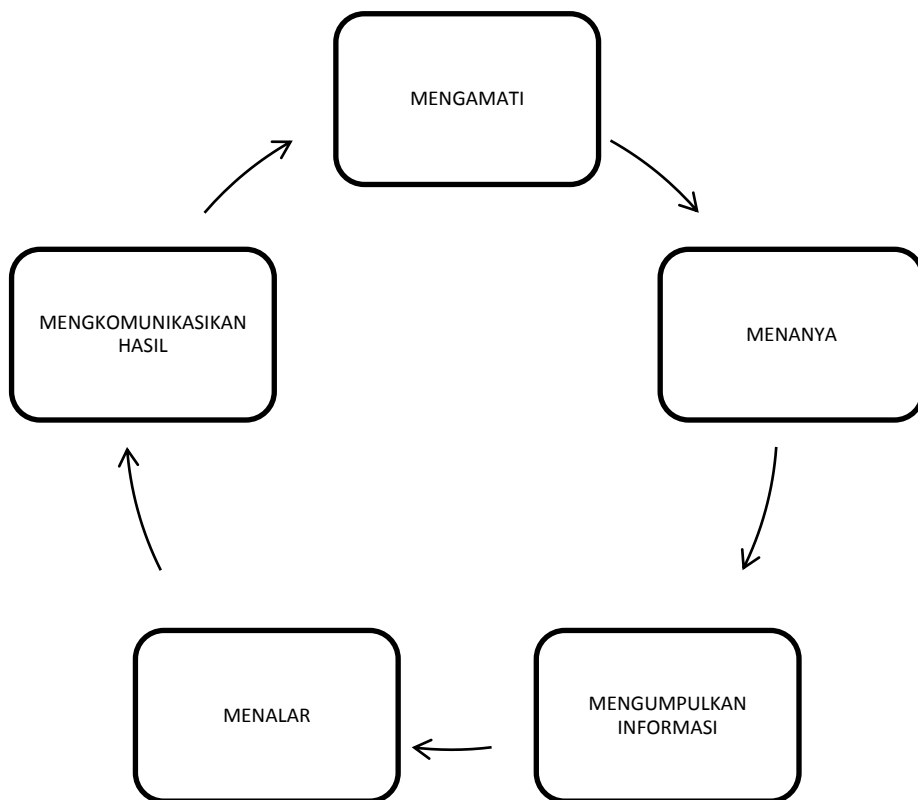 MENGAMATI
MENANYA
MENGUMPULKAN
INFORMASI
MENALAR
MENGKOMUNIKASIKAN
HASIL